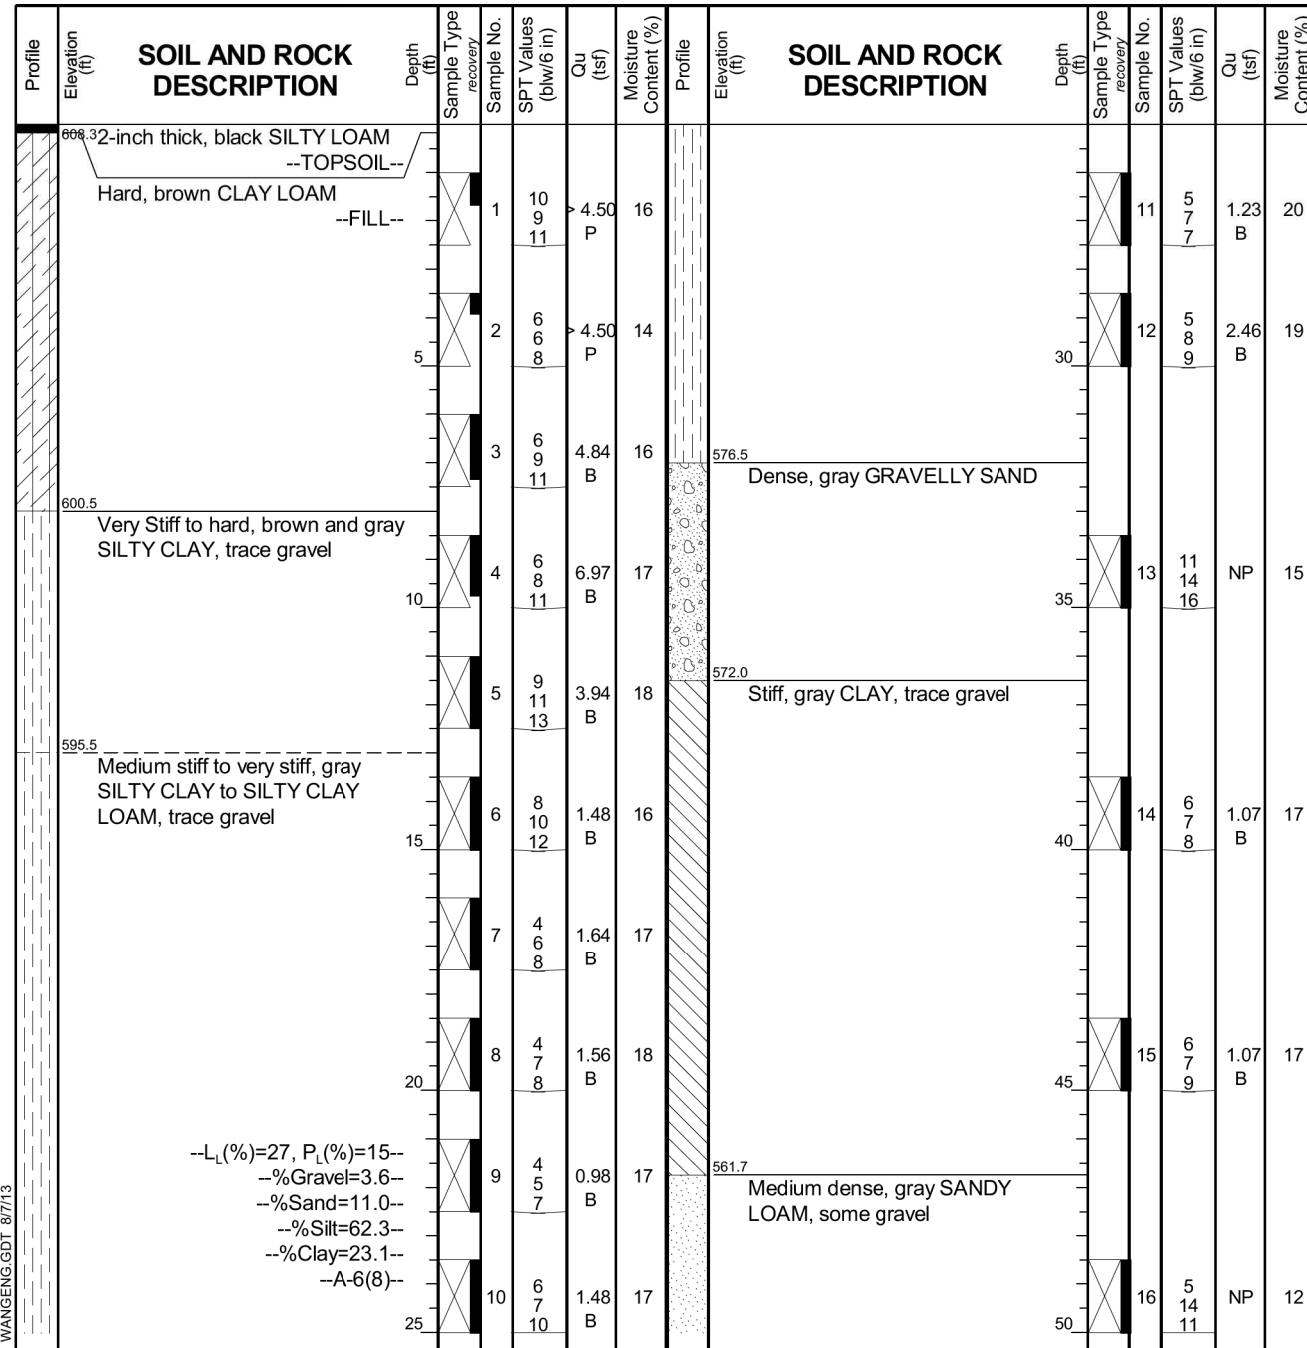 Profile
Elevation
(ft)
SOIL AND ROCK
DESCRIPTION
Depth
(ft)
Sample Type
recovery
Sample No.
SPT Values
(blw/6 in)
Qu
(tsf)
Moisture
Content (%)
Profile
Elevation
(ft)
SOIL AND ROCK
DESCRIPTION
Depth
(ft)
Sample Type
recovery
Sample No.
SPT Values
(blw/6 in)
Qu
(tsf)
Moisture
Content (%)
608.3
2-inch thick, black SILTY LOAM
--TOPSOIL--
Hard, brown CLAY LOAM
--FILL--
1
10
9
11
> 4.50
P
16
2
6
6
8
> 4.50
P
14
5
3
6
9
11
4.84
B
16
600.5
Very Stiff to hard, brown and gray
SILTY CLAY, trace gravel
4
6
8
11
6.97
B
17
10
5
9
11
13
3.94
B
18
595.5
Medium stiff to very stiff, gray
SILTY CLAY to SILTY CLAY
LOAM, trace gravel
6
8
10
12
1.48
B
16
15
7
4
6
8
1.64
B
17
8
4
7
8
1.56
B
18
20
--LL(%)=27, PL(%)=15--
--%Gravel=3.6--
--%Sand=11.0--
--%Silt=62.3--
--%Clay=23.1--
--A-6(8)--
9
4
5
7
0.98
B
17
10
6
7
10
1.48
B
17
25
11
5
7
7
1.23
B
20
12
5
8
9
2.46
B
19
30
576.5
Dense, gray GRAVELLY SAND
13
11
14
16
NP
15
35
572.0
Stiff, gray CLAY, trace gravel
14
6
7
8
1.07
B
17
40
15
6
7
9
1.07
B
17
45
561.7
Medium dense, gray SANDY
LOAM, some gravel
16
5
14
11
NP
12
50
WANGENG.GDT 8/7/13